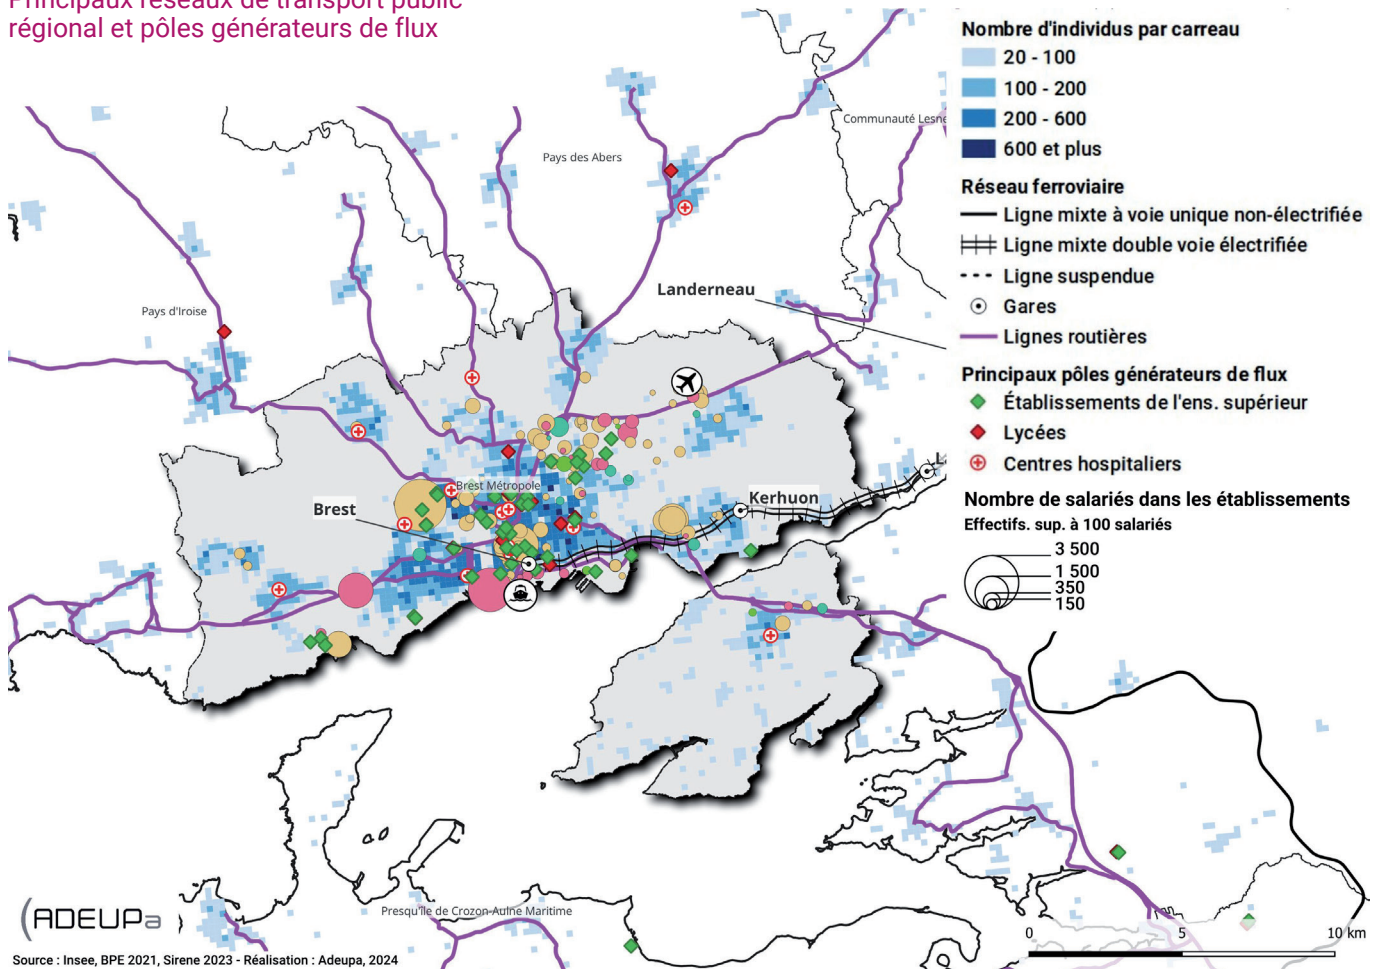 Principaux réseaux de transport public
régional et pôles générateurs de flux
Nombre d'individus par carreau
20 - 100
100 - 200
200 - 600
600 et plus
Réseau ferroviaire
Ligne mixte à voie unique non-électrifiée
Ligne mixte double voie électrifiée
Ligne suspendue
Gares
Lignes routières
Principaux pôles générateurs de flux
Établissements de l'ens. supérieur
Lycées
Centres hospitaliers
Nombre de salariés dans les établissements
Effectifs. sup. à 100 salariés
3 500
1 500
350
150
Communauté Lesne
Pays des Abers
Landerneau
Pays d'Iroise
Brest Métropole
Brest
Kerhuon
L
Presqu'île de Crozon-Aulne Maritime
0 5 10 km
ADEUPa
Source : Insee, BPE 2021, Sirene 2023 - Réalisation : Adeupa, 2024